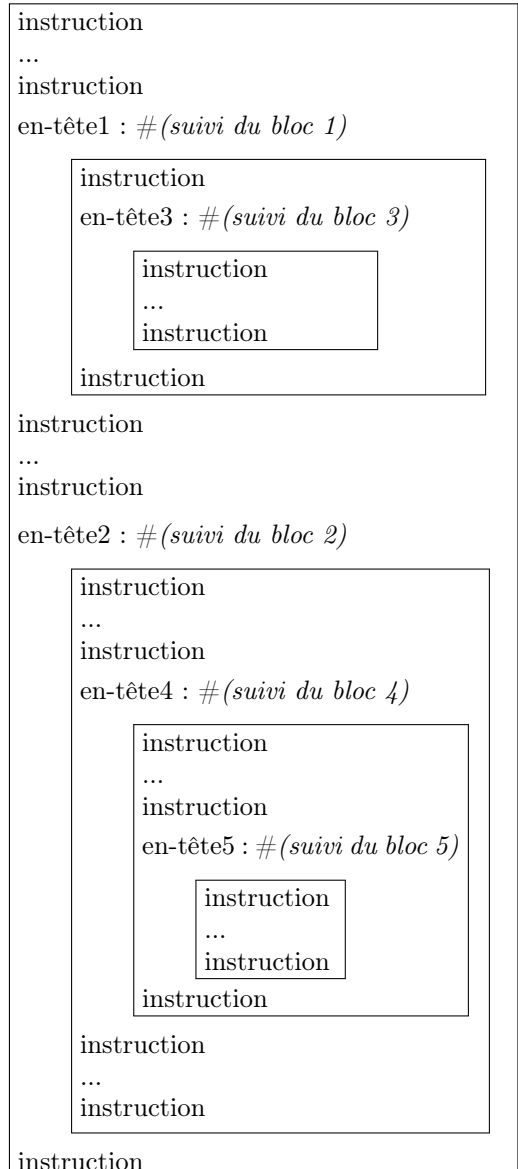 instruction
...
instruction
en-tête1 : #(suivi du bloc 1)
instruction
en-tête3 : #(suivi du bloc 3)
instruction
...
instruction
instruction
instruction
...
instruction
en-tête2 : #(suivi du bloc 2)
instruction
...
instruction
en-tête4 : #(suivi du bloc 4)
instruction
...
instruction
en-tête5 : #(suivi du bloc 5)
instruction
...
instruction
instruction
instruction
...
instruction
instruction